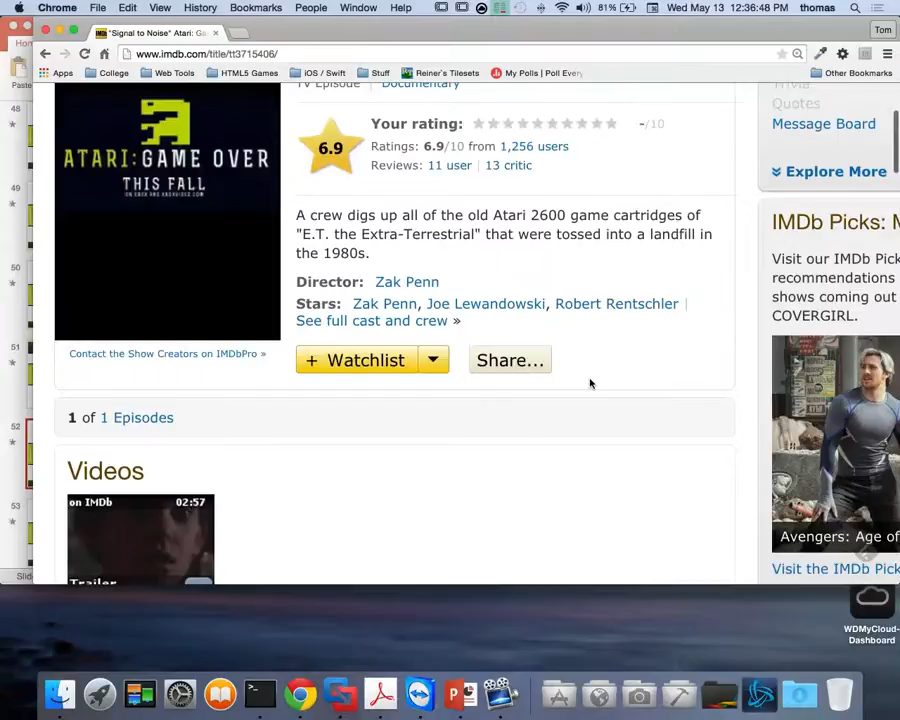 Chrome File Edit View History Bookmarks People Window Help 81% Wed May 13 12:36:48 PM thomas
"Signal to Noise" Atari: Ga Tom
www.imdb.com/title/tt3715406/
Apps College Web Tools HTML5 Games iOS / Swift Stuff Reiner's Tilesets My Polls | Poll Every Other Bookmarks
Paste
48
49
50
51
52
53
TV Episode | Documentary
ATARI:GAME OVER
THIS FALL
6.9
Your rating: -/10
Ratings: 6.9/10 from 1,256 users
Reviews: 11 user | 13 critic
A crew digs up all of the old Atari 2600 game cartridges of
"E.T. the Extra-Terrestrial" that were tossed into a landfill in
the 1980s.
Director: Zak Penn
Stars: Zak Penn, Joe Lewandowski, Robert Rentschler |
See full cast and crew »
Contact the Show Creators on IMDbPro »
+ Watchlist Share...
1 of 1 Episodes
Videos
on IMDb 02:57
Trailer
Trivia
Quotes
Message Board
Explore More
IMDb Picks: M
Visit our IMDb Pick
recommendations
shows coming out
COVERGIRL.
Avengers: Age of
Visit the IMDb Pick
WDMyCloud-
Dashboard